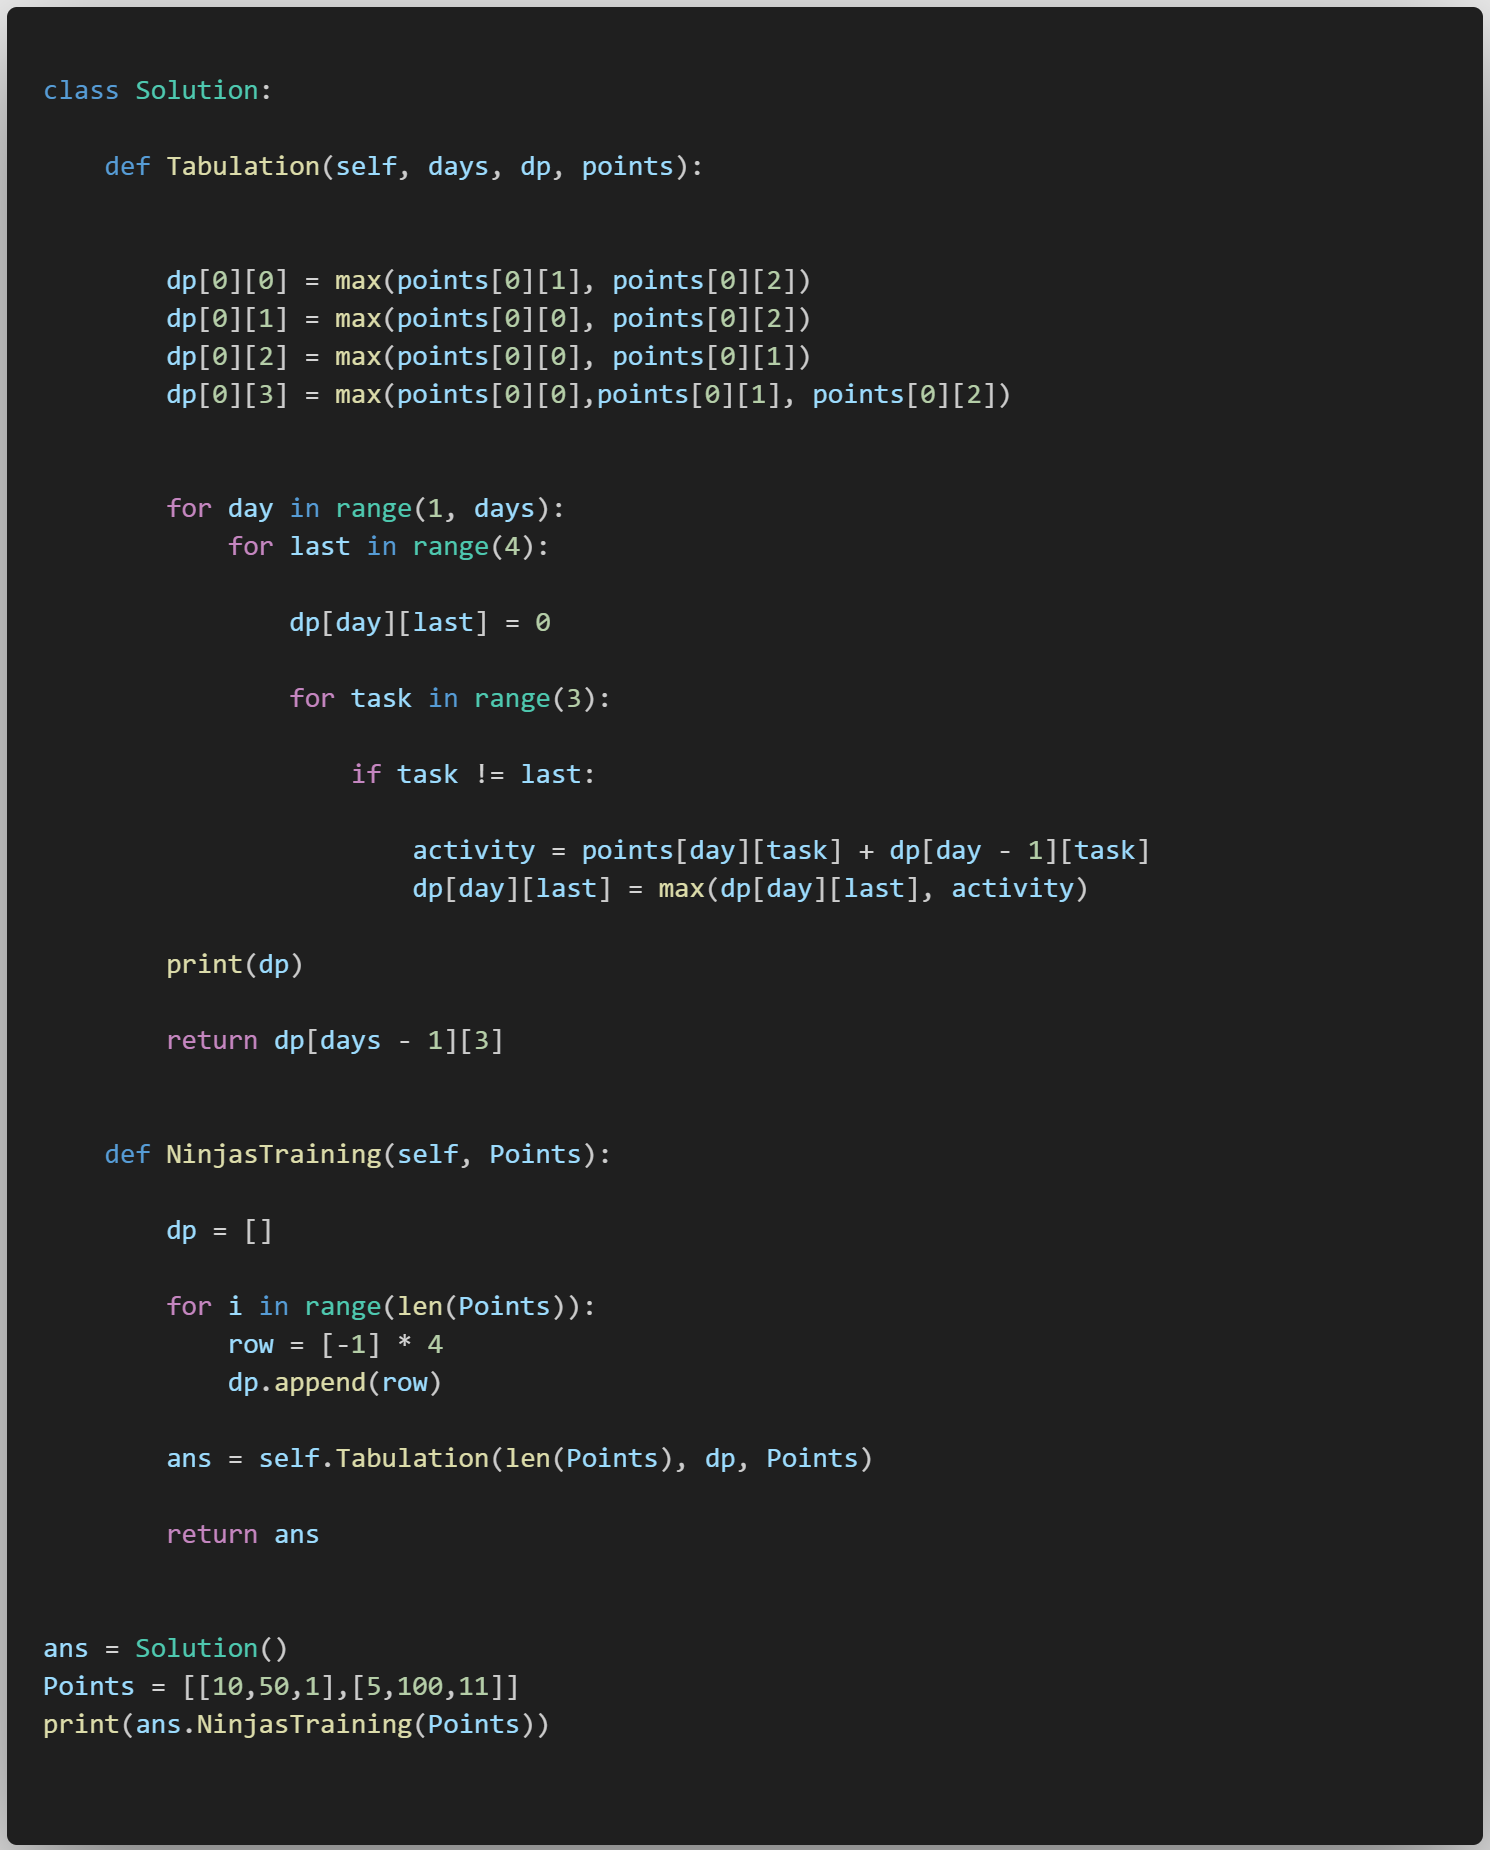 class Solution:
    def Tabulation(self, days, dp, points):
        dp[0][0] = max(points[0][1], points[0][2])
        dp[0][1] = max(points[0][0], points[0][2])
        dp[0][2] = max(points[0][0], points[0][1])
        dp[0][3] = max(points[0][0],points[0][1], points[0][2])
        for day in range(1, days):
            for last in range(4):
                dp[day][last] = 0
                for task in range(3):
                    if task != last:
                        activity = points[day][task] + dp[day - 1][task]
                        dp[day][last] = max(dp[day][last], activity)
        print(dp)
        return dp[days - 1][3]
    def NinjasTraining(self, Points):
        dp = []
        for i in range(len(Points)):
            row = [-1] * 4
            dp.append(row)
        ans = self.Tabulation(len(Points), dp, Points)
        return ans
ans = Solution()
Points = [[10,50,1],[5,100,11]]
print(ans.NinjasTraining(Points))